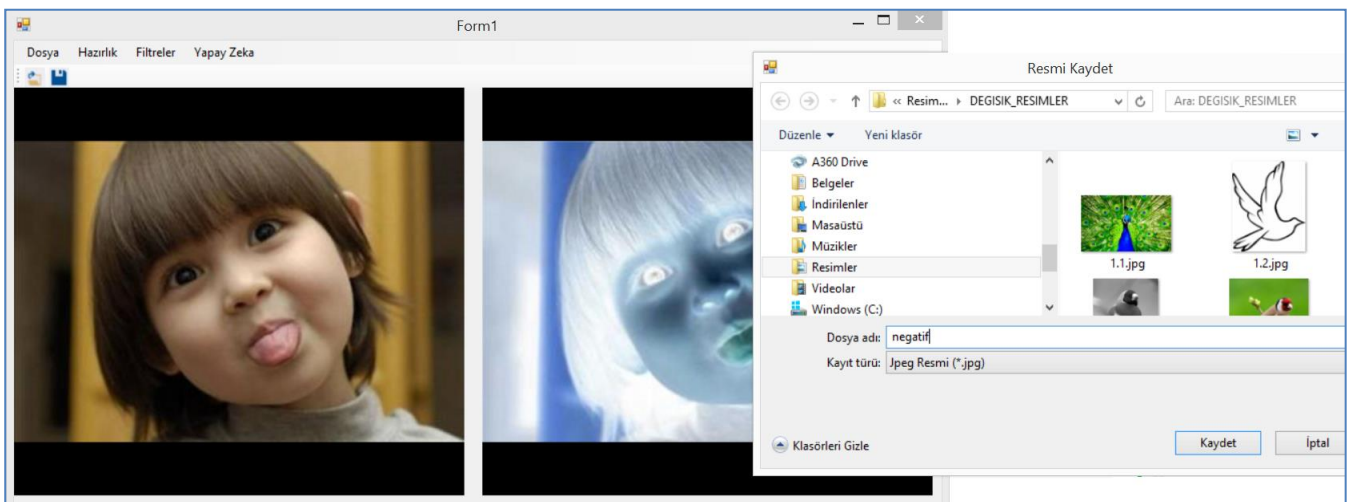 Form1
Dosya Hazırlık Filtreler Yapay Zeka
Resmi Kaydet
« Resim... DEGISIK_RESIMLER
Ara: DEGISIK_RESIMLER
Düzenle Yeni klasör
A360 Drive
Belgeler
İndirilenler
Masaüstü
Müzikler
Resimler
Videolar
Windows (C:)
1.1.jpg 1.2.jpg
Dosya adı: negatif
Kayıt türü: Jpeg Resmi (*.jpg)
Klasörleri Gizle
Kaydet İptal